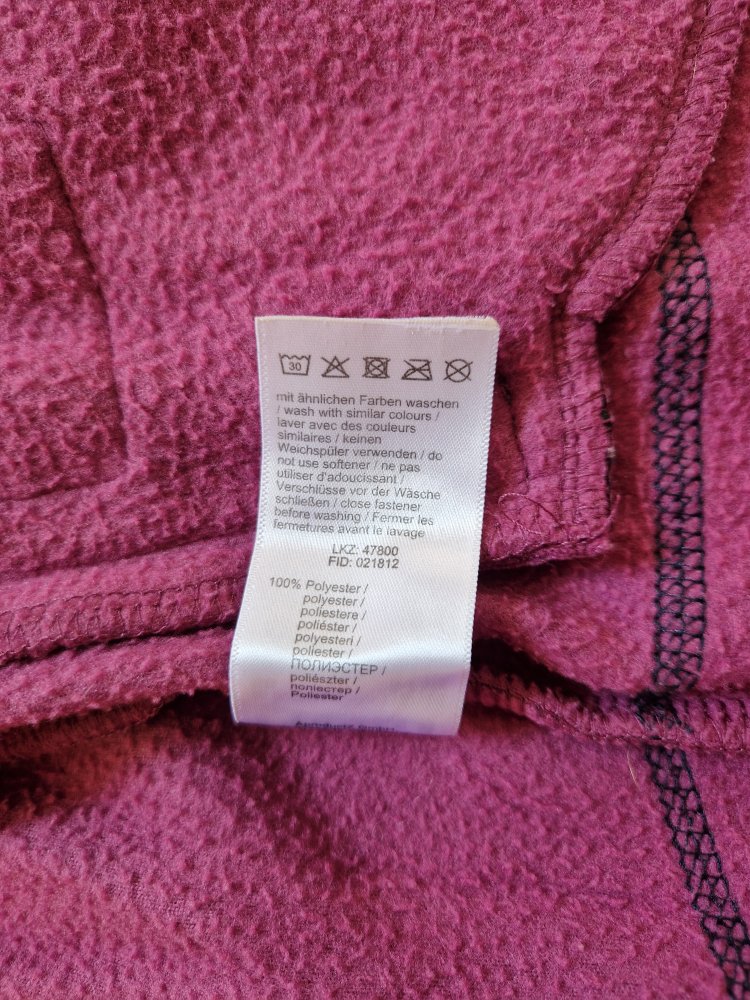 30
mit ähnlichen Farben waschen
/ wash with similar colours /
laver avec des couleurs
similaires / keinen
Weichspüler verwenden / do
not use softener / ne pas
utiliser d'adoucissant /
Verschlüsse vor der Wäsche
schließen / close fastener
before washing / Fermer les
fermetures avant le lavage
LKZ: 47800
FID: 021812
100% Polyester /
polyester /
poliestere /
poliéster /
polyesteri /
poliester /
ПОЛИЭСТЕР /
poliészter /
поліестер /
Poliester